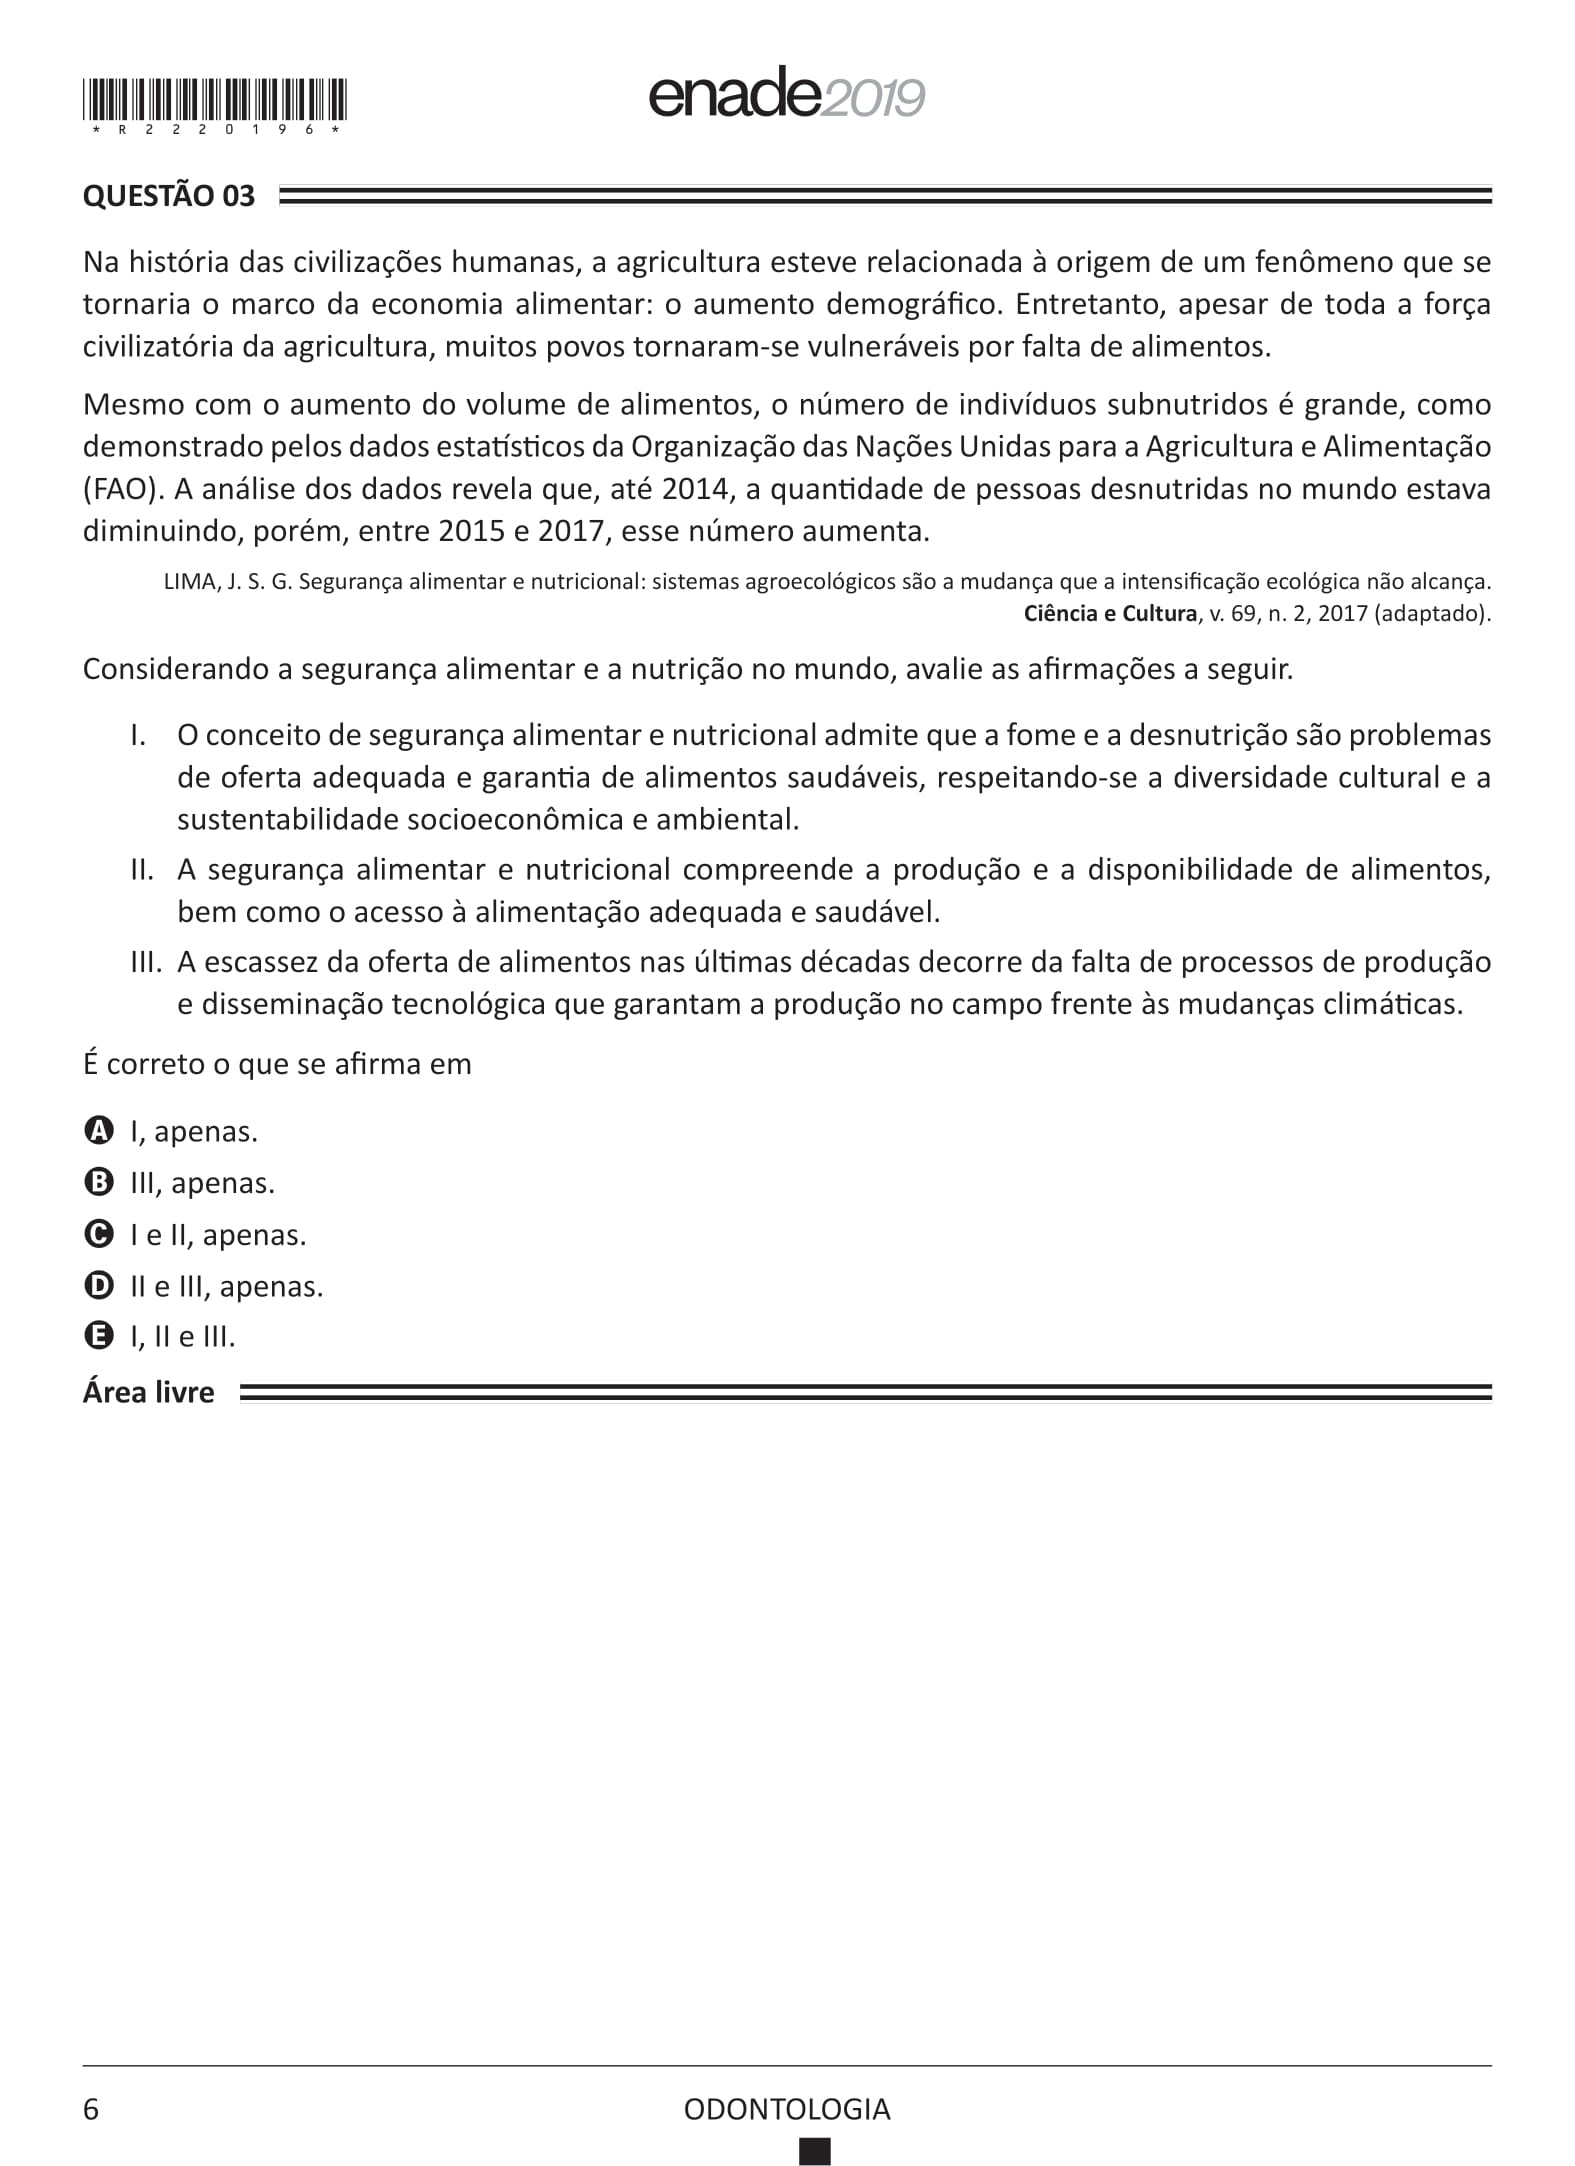 *R2220196*
enade2019
QUESTÃO 03
Na história das civilizações humanas, a agricultura esteve relacionada à origem de um fenômeno que se
tornaria o marco da economia alimentar: o aumento demográfico. Entretanto, apesar de toda a força
civilizatória da agricultura, muitos povos tornaram-se vulneráveis por falta de alimentos.
Mesmo com o aumento do volume de alimentos, o número de indivíduos subnutridos é grande, como
demonstrado pelos dados estatísticos da Organização das Nações Unidas para a Agricultura e Alimentação
(FAO). A análise dos dados revela que, até 2014, a quantidade de pessoas desnutridas no mundo estava
diminuindo, porém, entre 2015 e 2017, esse número aumenta.
LIMA, J. S. G. Segurança alimentar e nutricional: sistemas agroecológicos são a mudança que a intensificação ecológica não alcança.
Ciência e Cultura, v. 69, n. 2, 2017 (adaptado).
Considerando a segurança alimentar e a nutrição no mundo, avalie as afirmações a seguir.
I. O conceito de segurança alimentar e nutricional admite que a fome e a desnutrição são problemas
de oferta adequada e garantia de alimentos saudáveis, respeitando-se a diversidade cultural e a
sustentabilidade socioeconômica e ambiental.
II. A segurança alimentar e nutricional compreende a produção e a disponibilidade de alimentos,
bem como o acesso à alimentação adequada e saudável.
III. A escassez da oferta de alimentos nas últimas décadas decorre da falta de processos de produção
e disseminação tecnológica que garantam a produção no campo frente às mudanças climáticas.
É correto o que se afirma em
A I, apenas.
B III, apenas.
C I e II, apenas.
D II e III, apenas.
E I, II e III.
Área livre
6
ODONTOLOGIA